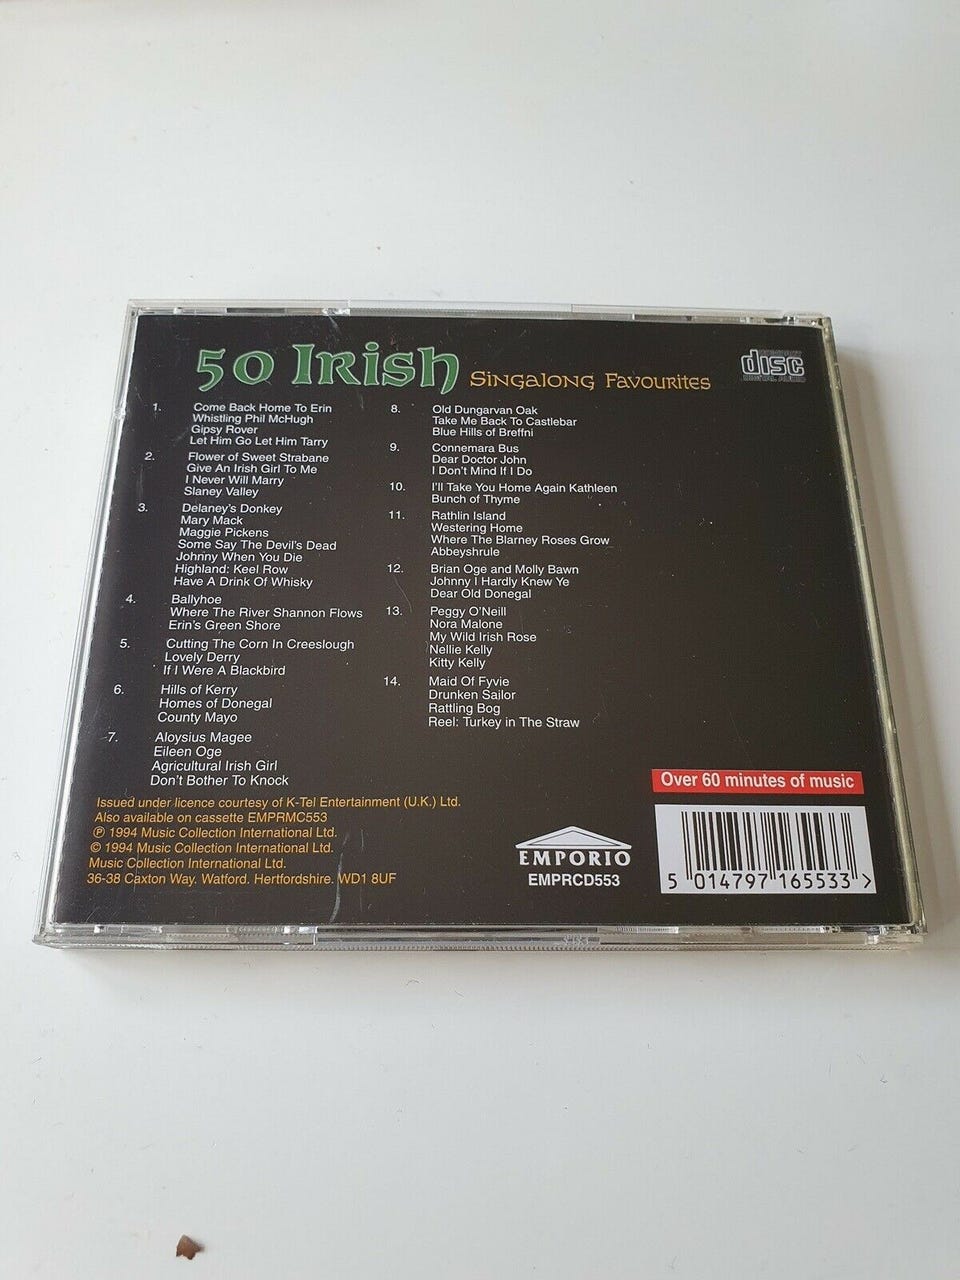 50 Irish Singalong Favourites
COMPACT disc DIGITAL AUDIO
1. Come Back Home To Erin
Whistling Phil McHugh
Gipsy Rover
Let Him Go Let Him Tarry
2. Flower of Sweet Strabane
Give An Irish Girl To Me
I Never Will Marry
Slaney Valley
3. Delaney's Donkey
Mary Mack
Maggie Pickens
Some Say The Devil's Dead
Johnny When You Die
Highland: Keel Row
Have A Drink Of Whisky
4. Ballyhoe
Where The River Shannon Flows
Erin's Green Shore
5. Cutting The Corn In Creeslough
Lovely Derry
If I Were A Blackbird
6. Hills of Kerry
Homes of Donegal
County Mayo
7. Aloysius Magee
Eileen Oge
Agricultural Irish Girl
Don't Bother To Knock
8. Old Dungarvan Oak
Take Me Back To Castlebar
Blue Hills of Breffni
9. Connemara Bus
Dear Doctor John
I Don't Mind If I Do
10. I'll Take You Home Again Kathleen
Bunch of Thyme
11. Rathlin Island
Westering Home
Where The Blarney Roses Grow
Abbeyshrule
12. Brian Oge and Molly Bawn
Johnny I Hardly Knew Ye
Dear Old Donegal
13. Peggy O'Neill
Nora Malone
My Wild Irish Rose
Nellie Kelly
Kitty Kelly
14. Maid Of Fyvie
Drunken Sailor
Rattling Bog
Reel: Turkey in The Straw
Issued under licence courtesy of K-Tel Entertainment (U.K.) Ltd.
Also available on cassette EMPRMC553
℗ 1994 Music Collection International Ltd.
© 1994 Music Collection International Ltd.
Music Collection International Ltd.
36-38 Caxton Way. Watford. Hertfordshire. WD1 8UF
EMPORIO
EMPRCD553
Over 60 minutes of music
5 014797 165533 >